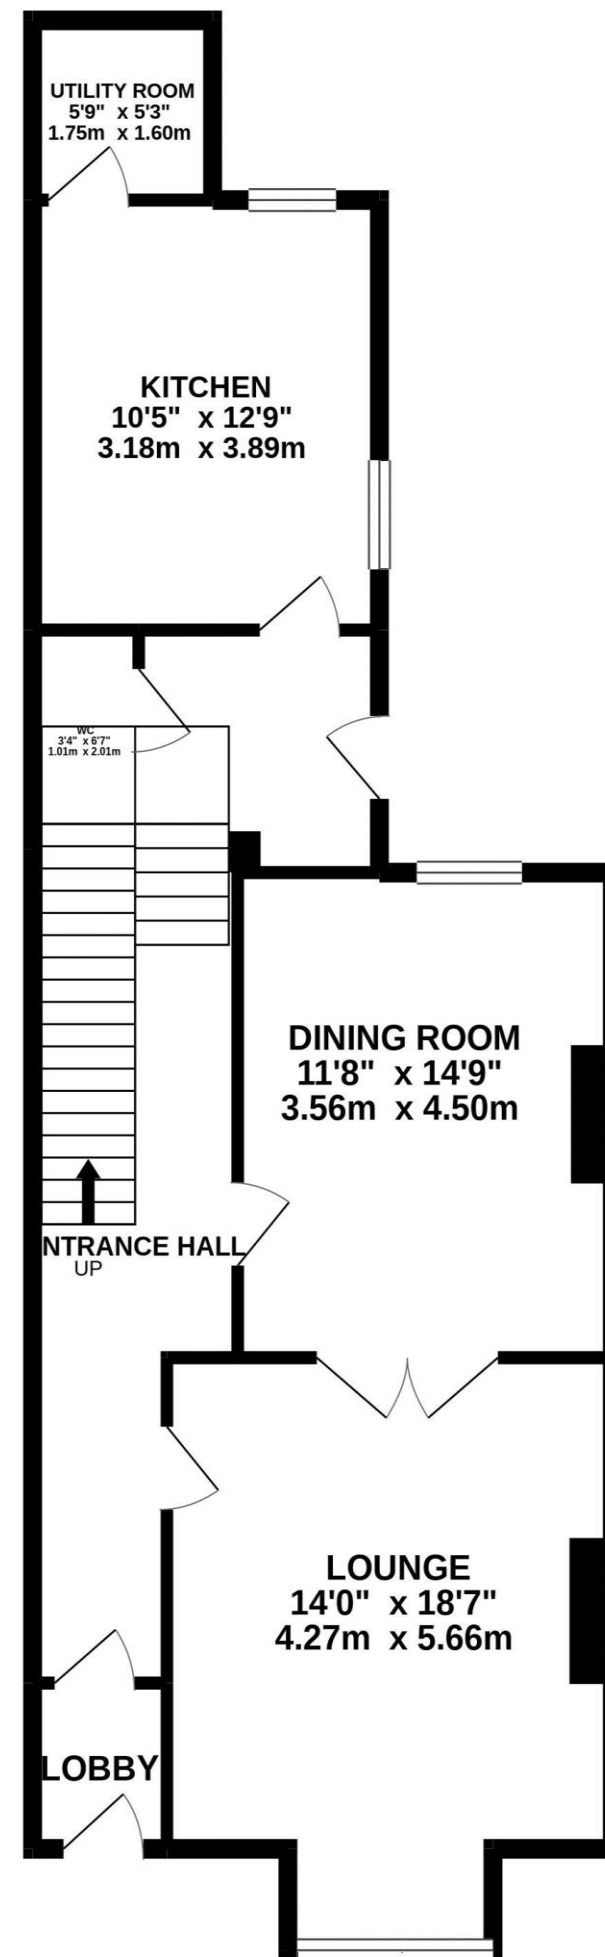 UTILITY ROOM
5'9" x 5'3"
1.75m x 1.60m
KITCHEN
10'5" x 12'9"
3.18m x 3.89m
WC
3'4" x 6'7"
1.01m x 2.01m
DINING ROOM
11'8" x 14'9"
3.56m x 4.50m
NTRANCE HALL
UP
LOUNGE
14'0" x 18'7"
4.27m x 5.66m
LOBBY